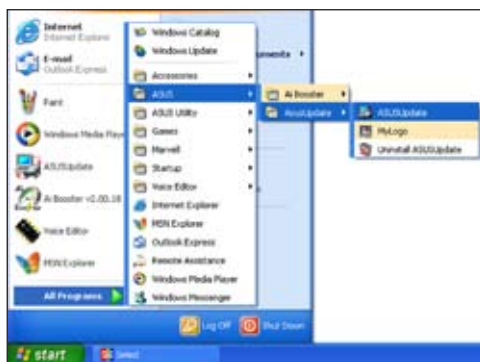 Internet
Internet Explorer
E-mail
Outlook Express
Paint
Windows Media Player
ASUSUpdate
Ai Booster v2.00.18
Voice Editor
MSN Explorer
All Programs
Windows Catalog
Windows Update
Accessories
ASUS
ASUS Utility
Games
Marvell
Startup
Voice Editor
Internet Explorer
MSN Explorer
Outlook Express
Remote Assistance
Windows Media Player
Windows Messenger
Ai Booster
AsusUpdate
ASUSUpdate
MyLogo
Uninstall ASUSUpdate
Log Off
Shut Down
start